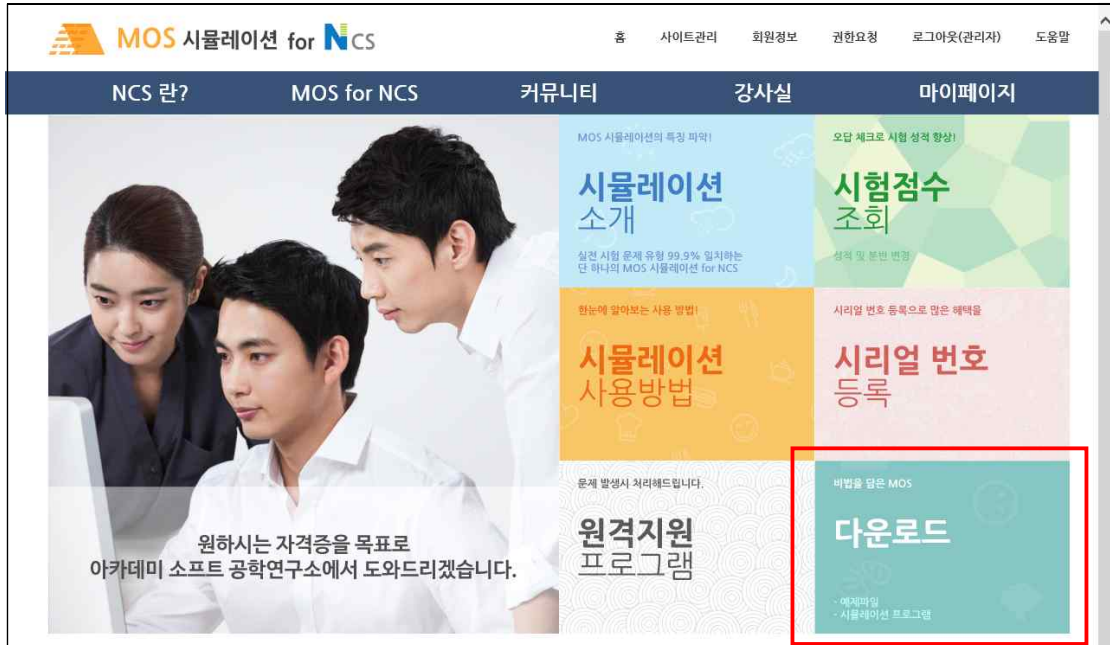 MOS 시뮬레이션 for NCS
홈 사이트관리 회원정보 권한요청 로그아웃(관리자) 도움말
NCS 란? MOS for NCS 커뮤니티 강사실 마이페이지
MOS 시뮬레이션의 특징 파악!
시뮬레이션
소개
실전 시험 문제 유형 99.9% 일치하는
단 하나의 MOS 시뮬레이션 for NCS
오답 체크로 시험 성적 향상!
시험점수
조회
성적 및 분반 변경
한눈에 알아보는 사용 방법!
시뮬레이션
사용방법
시리얼 번호 등록으로 많은 혜택을
시리얼 번호
등록
문제 발생시 처리해드립니다.
원격지원
프로그램
비법을 담은 MOS
다운로드
- 예제파일
- 시뮬레이션 프로그램
원하시는 자격증을 목표로
아카데미 소프트 공학연구소에서 도와드리겠습니다.